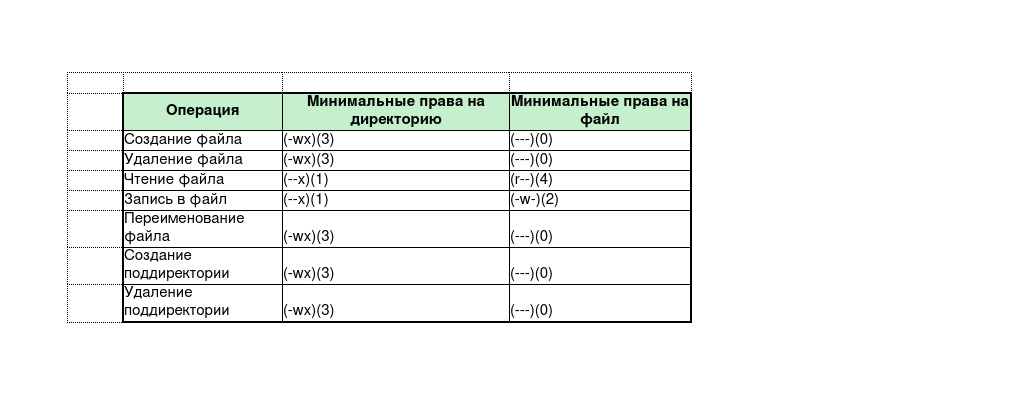 Операция Минимальные права на директорию Минимальные права на файл
Создание файла (-wx)(3) (---)(0)
Удаление файла (-wx)(3) (---)(0)
Чтение файла (--x)(1) (r--)(4)
Запись в файл (--x)(1) (-w-)(2)
Переименование
файла (-wx)(3) (---)(0)
Создание
поддиректории (-wx)(3) (---)(0)
Удаление
поддиректории (-wx)(3) (---)(0)